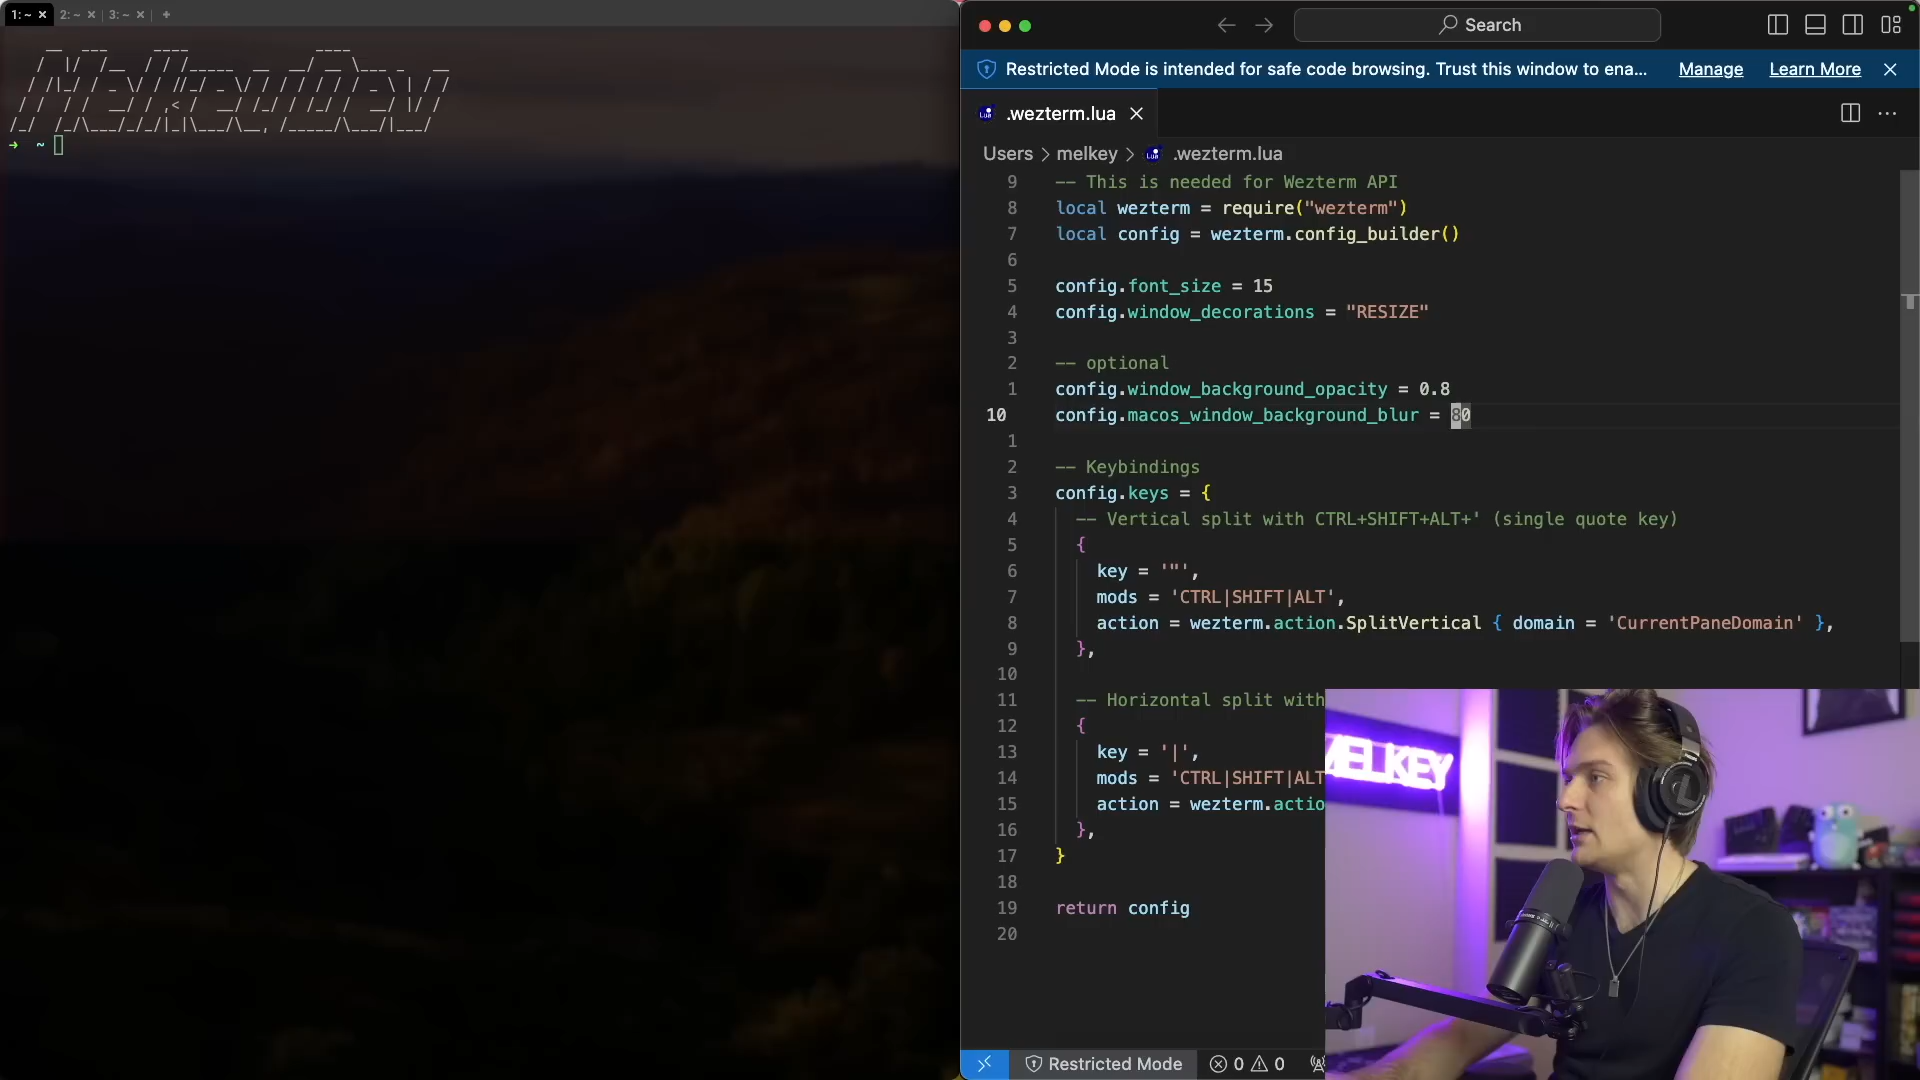 1: ~ × 2: ~ × 3: ~ × +
MelkeyDev
→ ~
Search
Restricted Mode is intended for safe code browsing. Trust this window to ena... Manage Learn More
.wezterm.lua
Users > melkey > .wezterm.lua
9 -- This is needed for Wezterm API
8 local wezterm = require("wezterm")
7 local config = wezterm.config_builder()
6
5 config.font_size = 15
4 config.window_decorations = "RESIZE"
3
2 -- optional
1 config.window_background_opacity = 0.8
10 config.macos_window_background_blur = 80
1
2 -- Keybindings
3 config.keys = {
4 -- Vertical split with CTRL+SHIFT+ALT+' (single quote key)
5 {
6 key = '"',
7 mods = 'CTRL|SHIFT|ALT',
8 action = wezterm.action.SplitVertical { domain = 'CurrentPaneDomain' },
9 },
10
11 -- Horizontal split with
12 {
13 key = '|',
14 mods = 'CTRL|SHIFT|ALT
15 action = wezterm.actio
16 },
17 }
18
19 return config
20
MELKEY
Restricted Mode 0 0